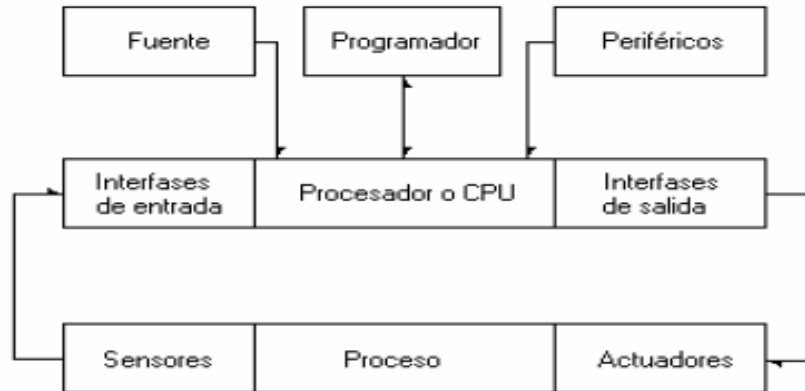 Fuente
Programador
Periféricos
Interfases
de entrada
Procesador o CPU
Interfases
de salida
Sensores
Proceso
Actuadores